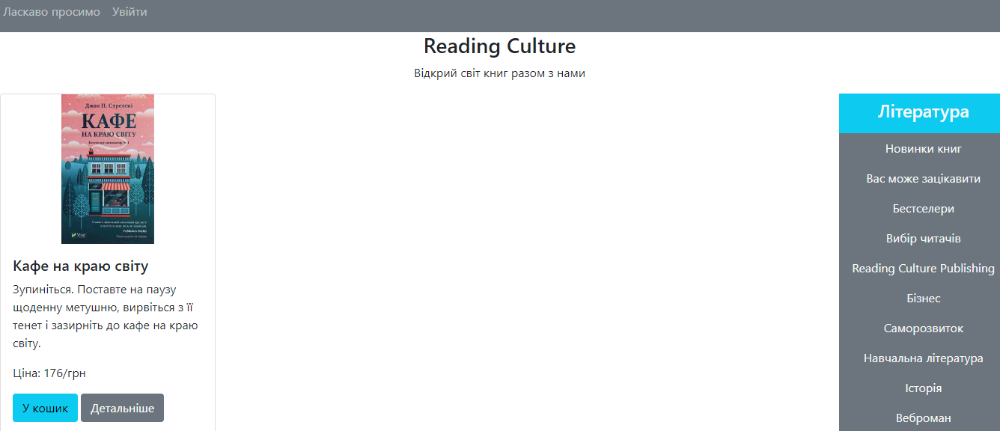 Ласкаво просимо Увійти
Reading Culture
Відкрий світ книг разом з нами
Джон П. Стрелекі
КАФЕ
НА КРАЮ СВІТУ
Vivat
Кафе на краю світу
Зупиніться. Поставте на паузу
щоденну метушню, вирвіться з її
тенет і зазирніть до кафе на краю
світу.
Ціна: 176/грн
У кошик Детальніше
Література
Новинки книг
Вас може зацікавити
Бестселери
Вибір читачів
Reading Culture Publishing
Бізнес
Саморозвиток
Навчальна література
Історія
Веброман